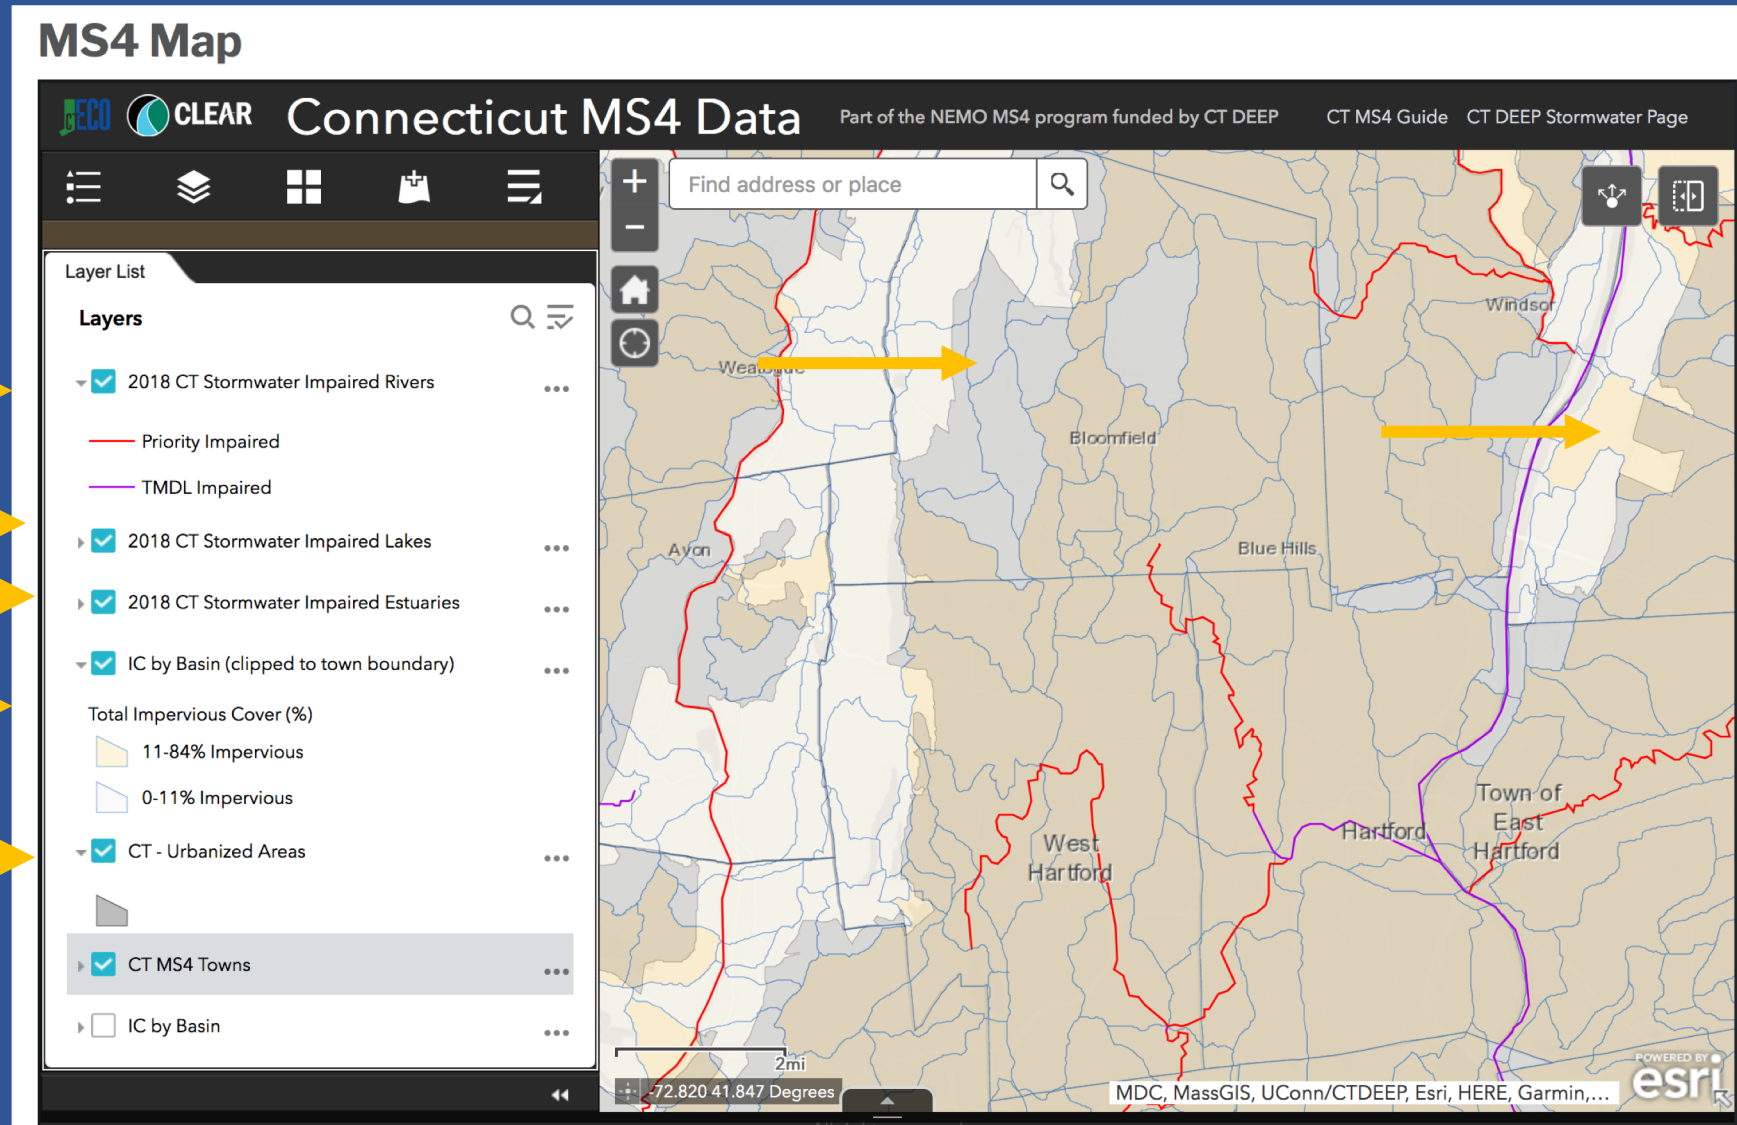 MS4 Map
CT ECO
CLEAR
Connecticut MS4 Data
Part of the NEMO MS4 program funded by CT DEEP
CT MS4 Guide
CT DEEP Stormwater Page
Find address or place
Layer List
Layers
2018 CT Stormwater Impaired Rivers
Priority Impaired
TMDL Impaired
2018 CT Stormwater Impaired Lakes
2018 CT Stormwater Impaired Estuaries
IC by Basin (clipped to town boundary)
Total Impervious Cover (%)
11-84% Impervious
0-11% Impervious
CT - Urbanized Areas
CT MS4 Towns
IC by Basin
Windsor
Bloomfield
Avon
Blue Hills
Town of
East
Hartford
Hartford
West
Hartford
2mi
-72.820 41.847 Degrees
MDC, MassGIS, UConn/CTDEEP, Esri, HERE, Garmin,...
POWERED BY
esri